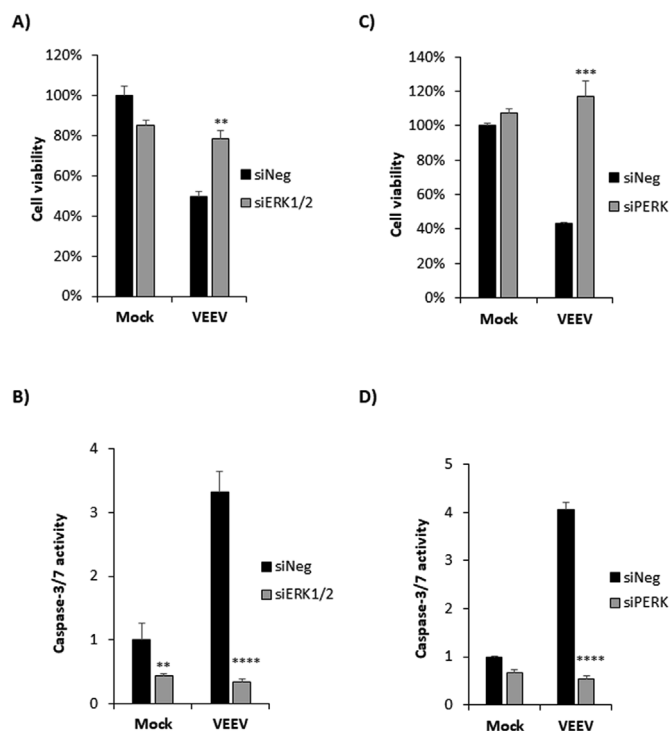 A)
Cell viability
120%
100%
80%
60%
40%
20%
0%
**
Mock VEEV
siNeg
siERK1/2
C)
Cell viability
140%
120%
100%
80%
60%
40%
20%
0%
***
Mock VEEV
siNeg
siPERK
B)
Caspase-3/7 activity
4
3
2
1
0
**
****
Mock VEEV
siNeg
siERK1/2
D)
Caspase-3/7 activity
5
4
3
2
1
0
****
Mock VEEV
siNeg
siPERK